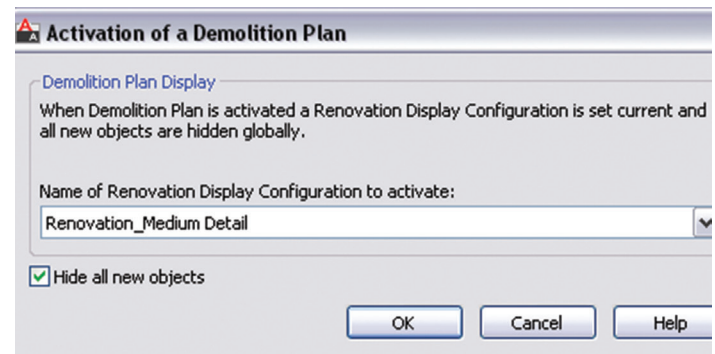 Activation of a Demolition Plan
Demolition Plan Display
When Demolition Plan is activated a Renovation Display Configuration is set current and
all new objects are hidden globally.
Name of Renovation Display Configuration to activate:
Renovation_Medium Detail
Hide all new objects
OK Cancel Help